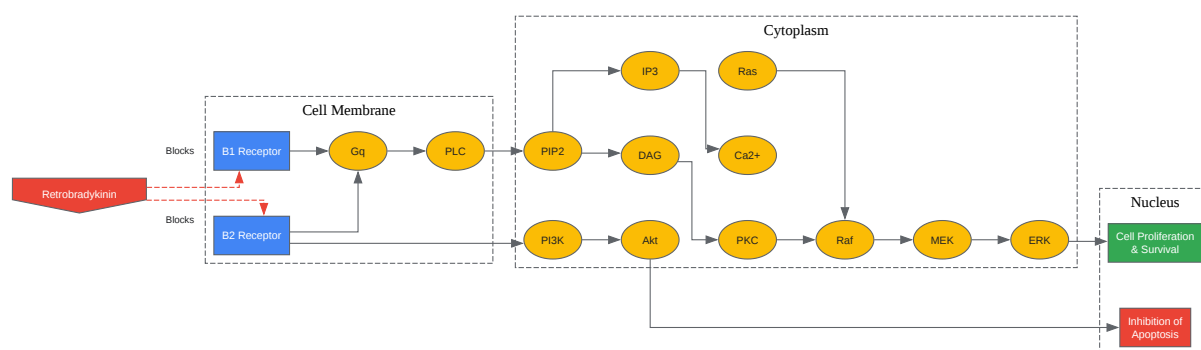 Cytoplasm
IP3
Ras
Cell Membrane
Blocks
B1 Receptor
Gq
PLC
PIP2
DAG
Ca2+
Retrobradykinin
Blocks
B2 Receptor
PI3K
Akt
PKC
Raf
MEK
ERK
Nucleus
Cell Proliferation
& Survival
Inhibition of
Apoptosis